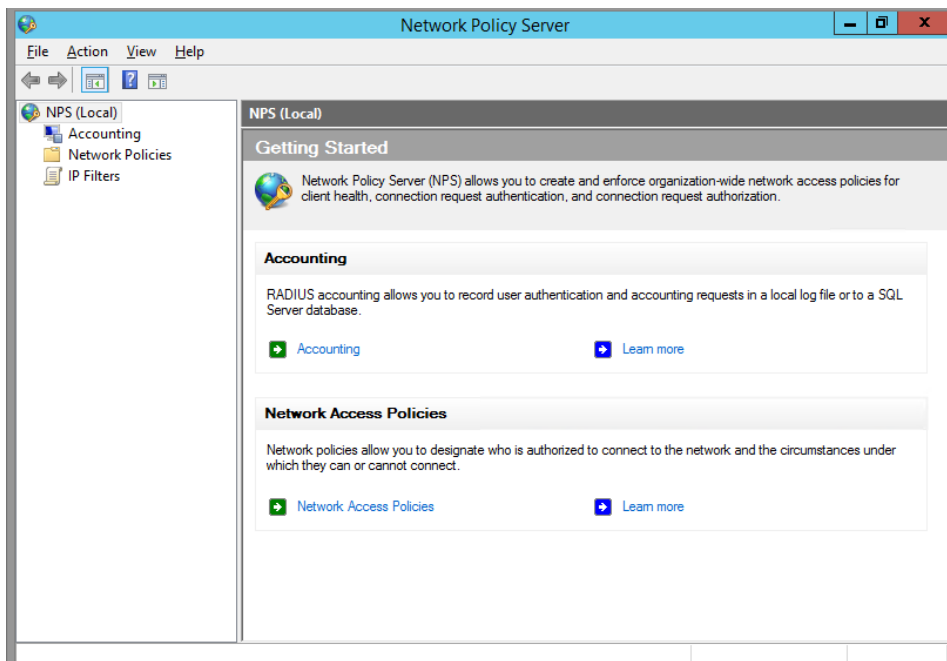 Network Policy Server
File Action View Help
NPS (Local)
Accounting
Network Policies
IP Filters
NPS (Local)
Getting Started
Network Policy Server (NPS) allows you to create and enforce organization-wide network access policies for
client health, connection request authentication, and connection request authorization.
Accounting
RADIUS accounting allows you to record user authentication and accounting requests in a local log file or to a SQL
Server database.
Accounting Learn more
Network Access Policies
Network policies allow you to designate who is authorized to connect to the network and the circumstances under
which they can or cannot connect.
Network Access Policies Learn more